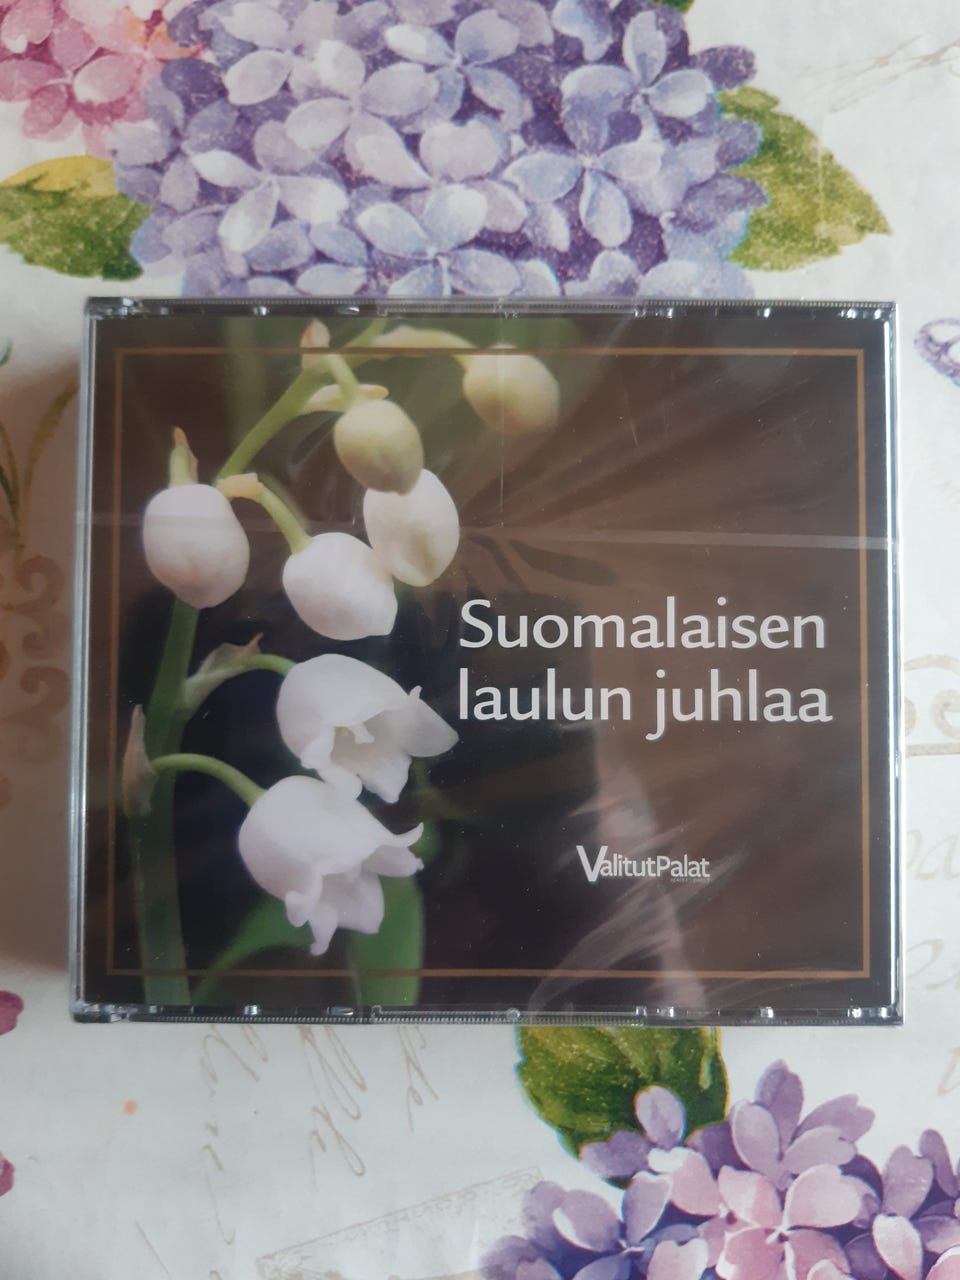 Suomalaisen
laulun juhlaa
ValitutPalat